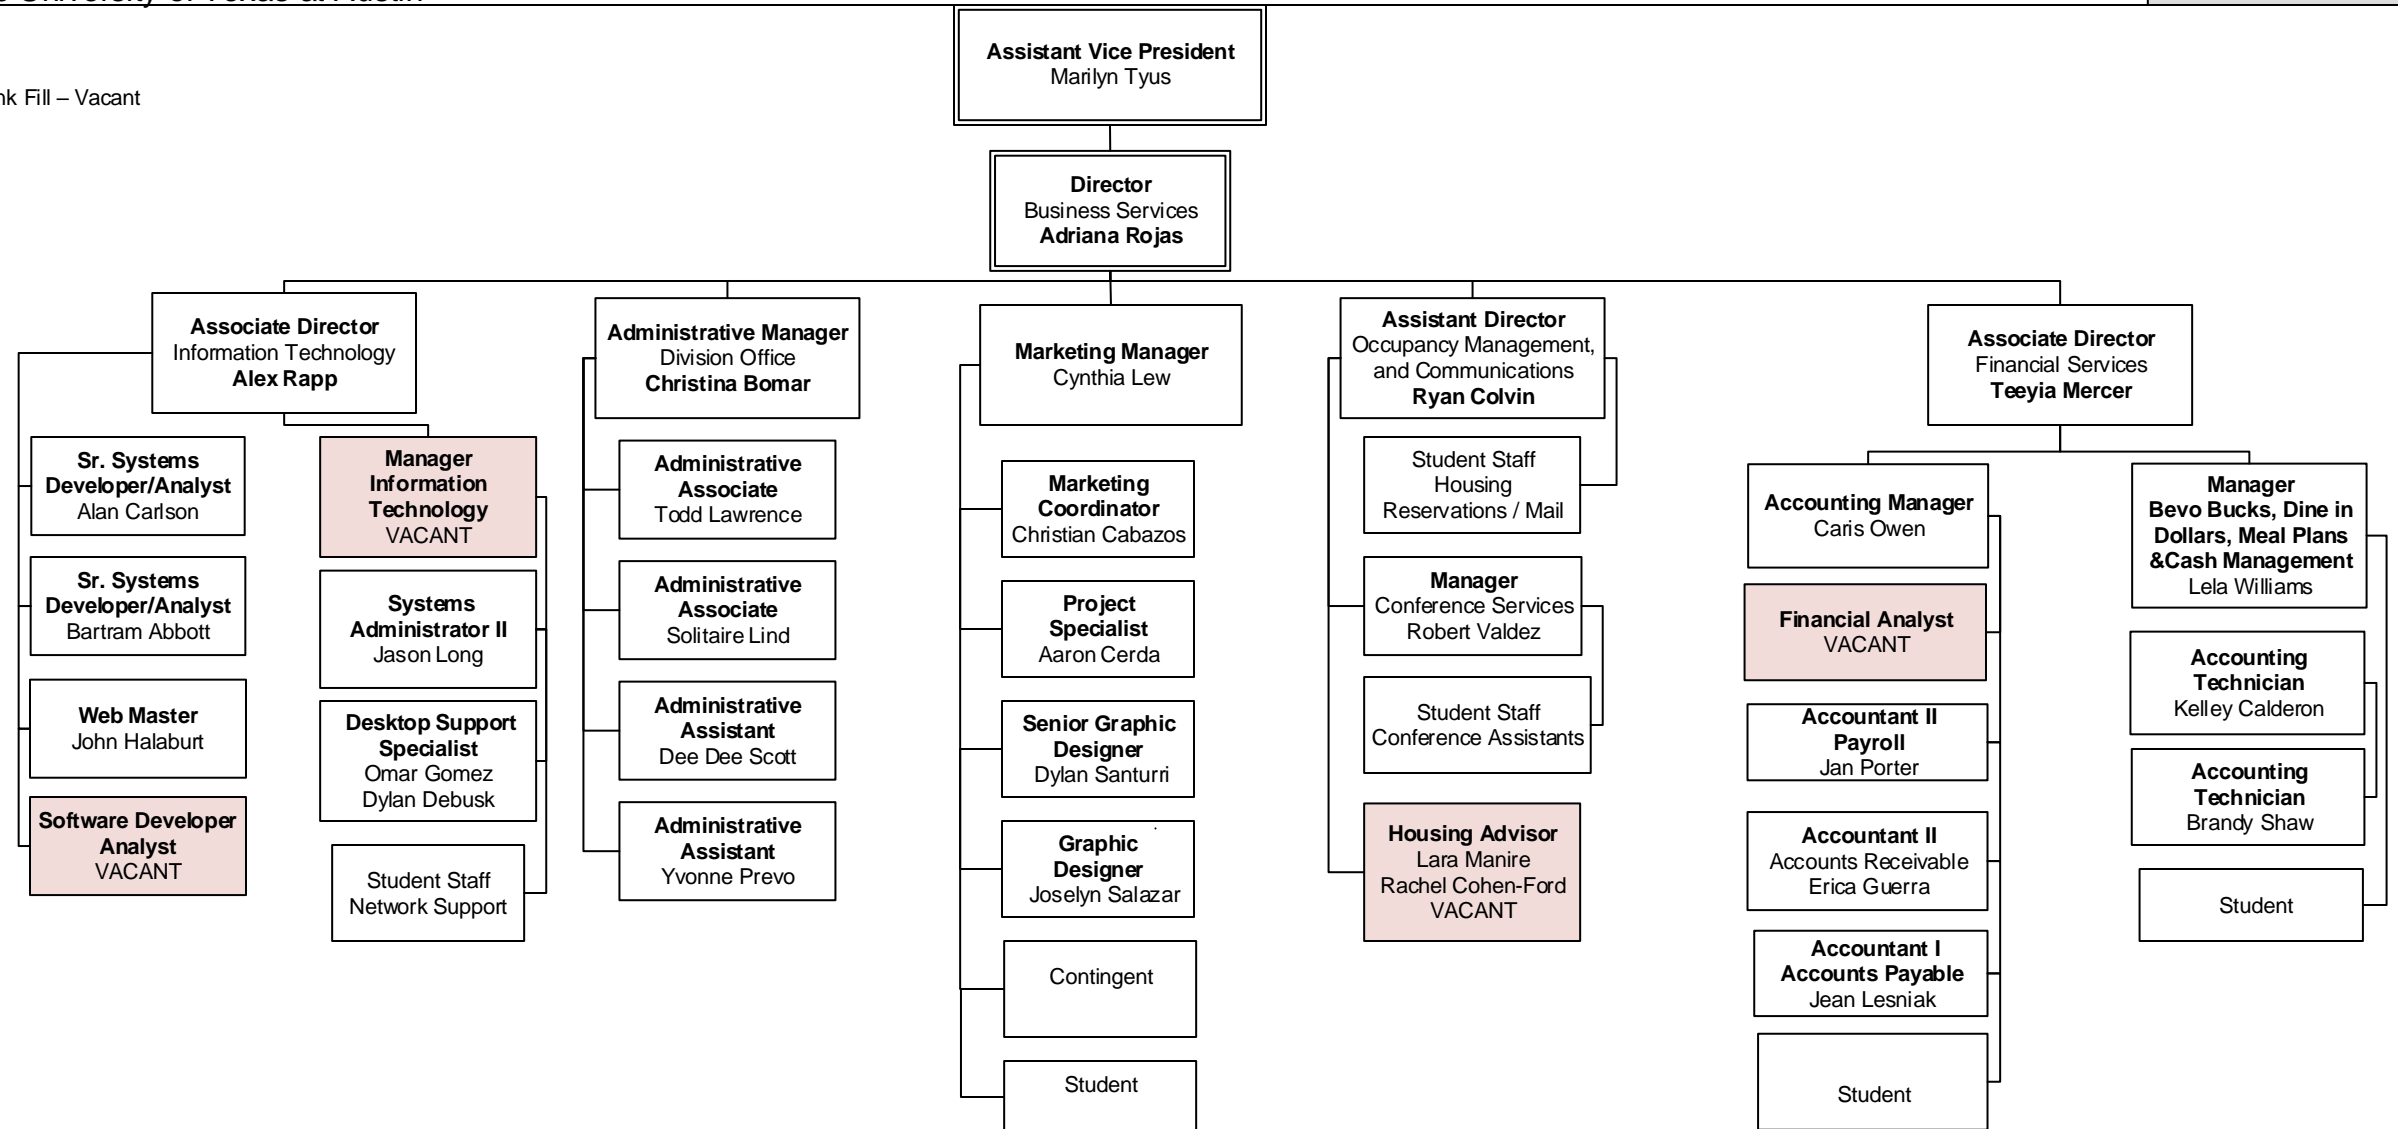 University of Texas at Austin
Fill – Vacant
Assistant Vice President
Marilyn Tyus
Director
Business Services
Adriana Rojas
Associate Director
Information Technology
Alex Rapp
Sr. Systems
Developer/Analyst
Alan Carlson
Sr. Systems
Developer/Analyst
Bartram Abbott
Web Master
John Halaburt
Software Developer
Analyst
VACANT
Manager
Information
Technology
VACANT
Systems
Administrator II
Jason Long
Desktop Support
Specialist
Omar Gomez
Dylan Debusk
Student Staff
Network Support
Administrative Manager
Division Office
Christina Bomar
Administrative
Associate
Todd Lawrence
Administrative
Associate
Solitaire Lind
Administrative
Assistant
Dee Dee Scott
Administrative
Assistant
Yvonne Prevo
Marketing Manager
Cynthia Lew
Marketing
Coordinator
Christian Cabazos
Project
Specialist
Aaron Cerda
Senior Graphic
Designer
Dylan Santurri
Graphic
Designer
Joselyn Salazar
Contingent
Student
Assistant Director
Occupancy Management,
and Communications
Ryan Colvin
Student Staff
Housing
Reservations / Mail
Manager
Conference Services
Robert Valdez
Student Staff
Conference Assistants
Housing Advisor
Lara Manire
Rachel Cohen-Ford
VACANT
Associate Director
Financial Services
Teeyia Mercer
Accounting Manager
Caris Owen
Financial Analyst
VACANT
Accountant II
Payroll
Jan Porter
Accountant II
Accounts Receivable
Erica Guerra
Accountant I
Accounts Payable
Jean Lesniak
Student
Manager
Bevo Bucks, Dine in
Dollars, Meal Plans
&Cash Management
Lela Williams
Accounting
Technician
Kelley Calderon
Accounting
Technician
Brandy Shaw
Student